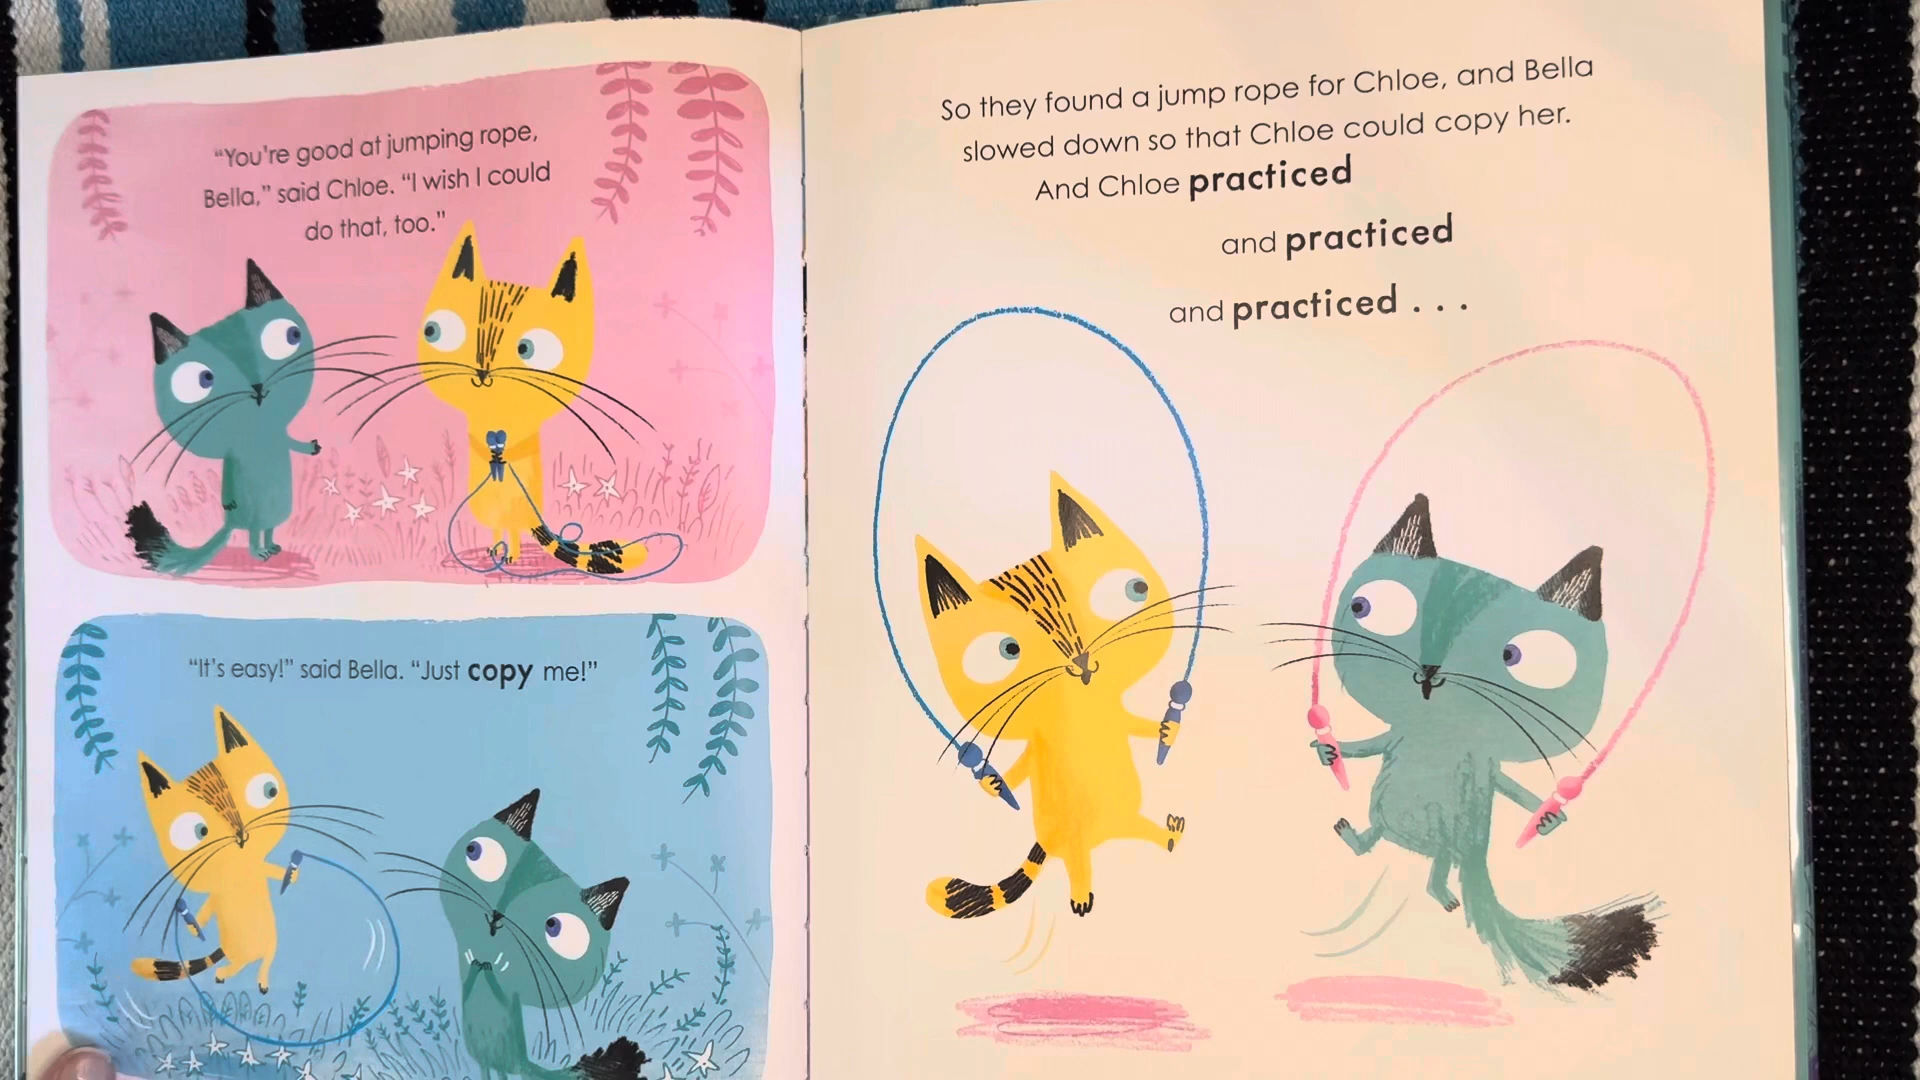 “You’re good at jumping rope,
Bella,” said Chloe. “I wish I could
do that, too.”
“It’s easy!” said Bella. “Just copy me!”
So they found a jump rope for Chloe, and Bella
slowed down so that Chloe could copy her.
And Chloe practiced
and practiced
and practiced . . .